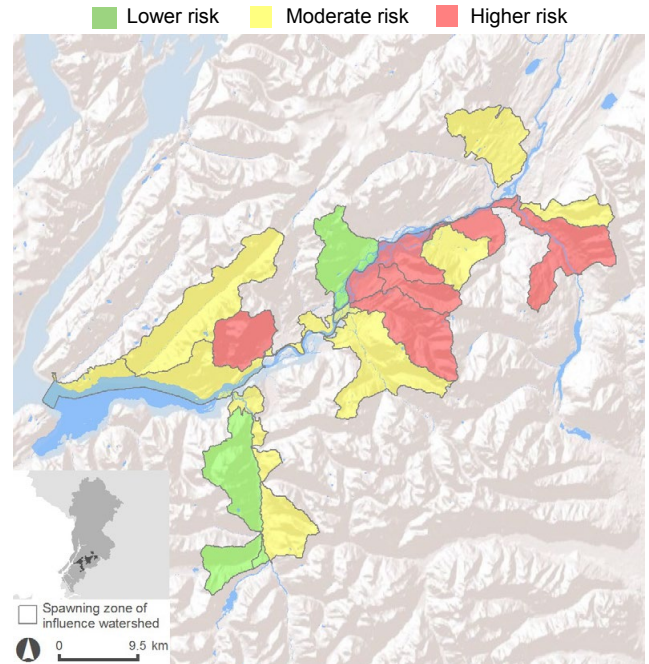 Lower risk Moderate risk Higher risk
Spawning zone of
influence watershed
0 9.5 km